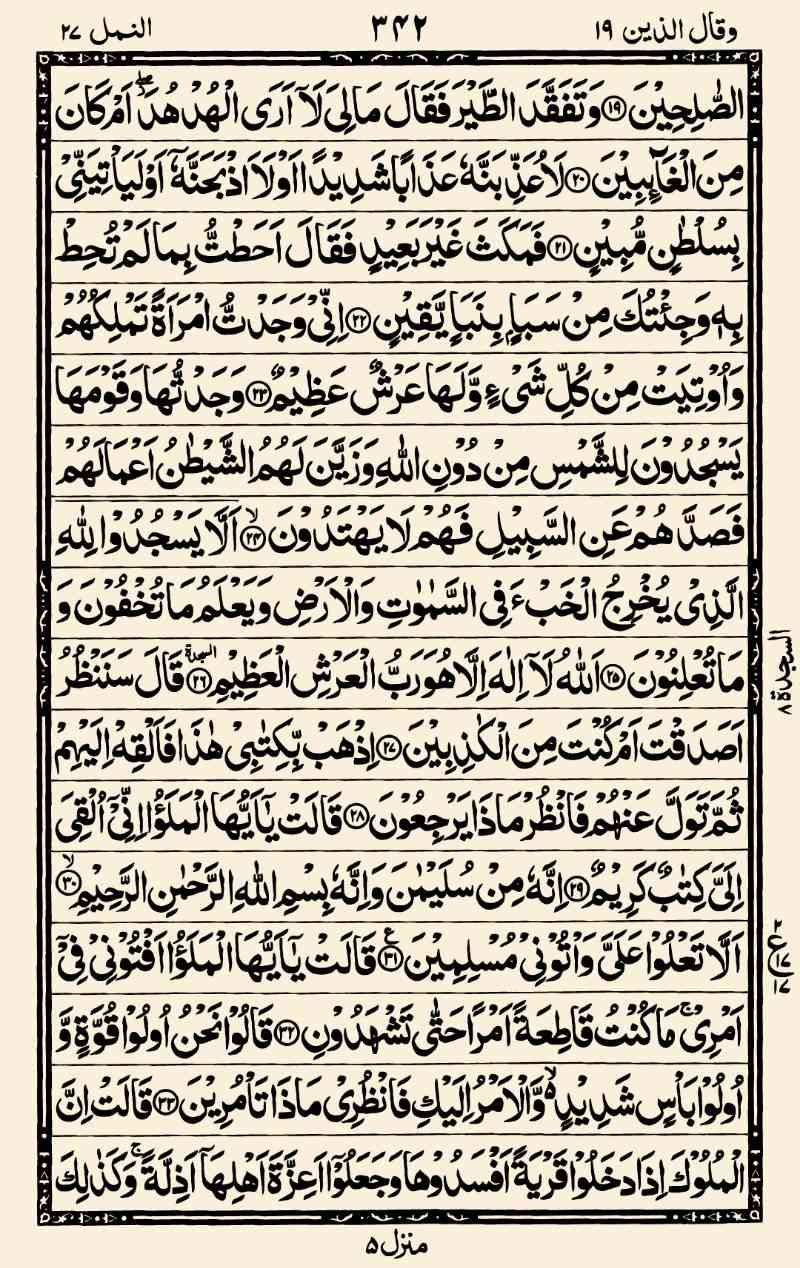 وقال الذين ١٩
٣٤٢
النمل ٢٧
الصّٰلِحِيْنَ ﴿١٩﴾ وَتَفَقَّدَ الطَّيْرَ فَقَالَ مَا لِيَ لَآ اَرَى الْهُدْهُدَ ۖ اَمْ كَانَ
مِنَ الْغَآئِبِيْنَ ﴿٢٠﴾ لَاُعَذِّبَنَّهٗ عَذَابًا شَدِيْدًا اَوْ لَاَاذْبَحَنَّهٗٓ اَوْ لَيَاْتِيَنِّيْ
بِسُلْطٰنٍ مُّبِيْنٍ ﴿٢١﴾ فَمَكَثَ غَيْرَ بَعِيْدٍ فَقَالَ اَحَطْتُّ بِمَا لَمْ تُحِطْ
بِهٖ وَجِئْتُكَ مِنْ سَبَاٍۭ بِنَبَاٍ يَّقِيْنٍ ﴿٢٢﴾ اِنِّيْ وَجَدْتُّ امْرَاَةً تَمْلِكُهُمْ
وَاُوْتِيَتْ مِنْ كُلِّ شَيْءٍ وَّلَهَا عَرْشٌ عَظِيْمٌ ﴿٢٣﴾ وَجَدْتُّهَا وَقَوْمَهَا
يَسْجُدُوْنَ لِلشَّمْسِ مِنْ دُوْنِ اللّٰهِ وَزَيَّنَ لَهُمُ الشَّيْطٰنُ اَعْمَالَهُمْ
فَصَدَّهُمْ عَنِ السَّبِيْلِ فَهُمْ لَا يَهْتَدُوْنَ ﴿٢٤﴾ۙ اَلَّا يَسْجُدُوْا لِلّٰهِ
الَّذِيْ يُخْرِجُ الْخَبْءَ فِي السَّمٰوٰتِ وَالْاَرْضِ وَيَعْلَمُ مَا تُخْفُوْنَ وَ
مَا تُعْلِنُوْنَ ﴿٢٥﴾ اَللّٰهُ لَآ اِلٰهَ اِلَّا هُوَ رَبُّ الْعَرْشِ الْعَظِيْمِ ﴿٢٦﴾ السجدة قَالَ سَنَنْظُرُ
السجدة ٨
اَصَدَقْتَ اَمْ كُنْتَ مِنَ الْكٰذِبِيْنَ ﴿٢٧﴾ اِذْهَبْ بِّكِتٰبِيْ هٰذَا فَاَلْقِهْ اِلَيْهِمْ
ثُمَّ تَوَلَّ عَنْهُمْ فَانْظُرْ مَاذَا يَرْجِعُوْنَ ﴿٢٨﴾ قَالَتْ يٰٓاَيُّهَا الْمَلَؤُا اِنِّيْٓ اُلْقِيَ
اِلَيَّ كِتٰبٌ كَرِيْمٌ ﴿٢٩﴾ اِنَّهٗ مِنْ سُلَيْمٰنَ وَاِنَّهٗ بِسْمِ اللّٰهِ الرَّحْمٰنِ الرَّحِيْمِ ﴿٣٠﴾ۙ
اَلَّا تَعْلُوْا عَلَيَّ وَاْتُوْنِيْ مُسْلِمِيْنَ ﴿٣١﴾ ع قَالَتْ يٰٓاَيُّهَا الْمَلَؤُا اَفْتُوْنِيْ فِيْٓ
٢ ع ١٧ ١٧
اَمْرِيْ ۚ مَا كُنْتُ قَاطِعَةً اَمْرًا حَتّٰى تَشْهَدُوْنِ ﴿٣٢﴾ قَالُوْا نَحْنُ اُولُوْا قُوَّةٍ وَّ
اُولُوْا بَاْسٍ شَدِيْدٍ ۙ۬ وَّالْاَمْرُ اِلَيْكِ فَانْظُرِيْ مَاذَا تَاْمُرِيْنَ ﴿٣٣﴾ قَالَتْ اِنَّ
الْمُلُوْكَ اِذَا دَخَلُوْا قَرْيَةً اَفْسَدُوْهَا وَجَعَلُوْٓا اَعِزَّةَ اَهْلِهَآ اَذِلَّةً ۚ وَكَذٰلِكَ
منزل ٥